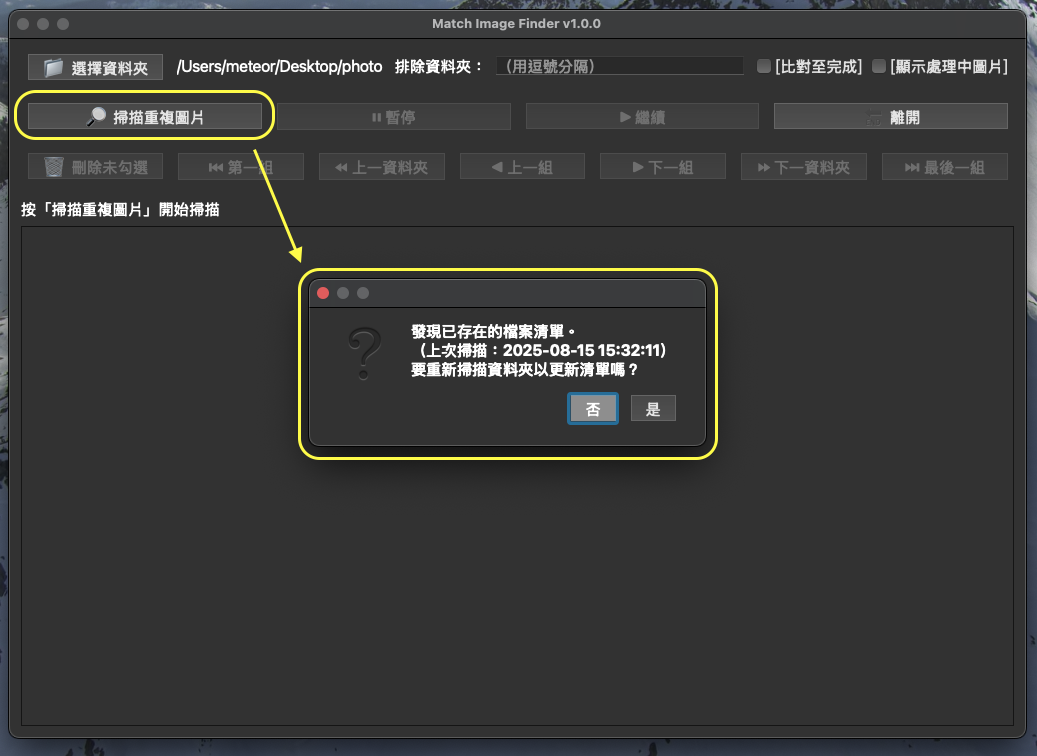 Match Image Finder v1.0.0
選擇資料夾 /Users/meteor/Desktop/photo 排除資料夾： （用逗號分隔） [比對至完成] [顯示處理中圖片]
掃描重複圖片 暫停 繼續 離開
刪除未勾選 第一組 上一資料夾 上一組 下一組 下一資料夾 最後一組
按「掃描重複圖片」開始掃描
發現已存在的檔案清單。
（上次掃描：2025-08-15 15:32:11）
要重新掃描資料夾以更新清單嗎？
否 是